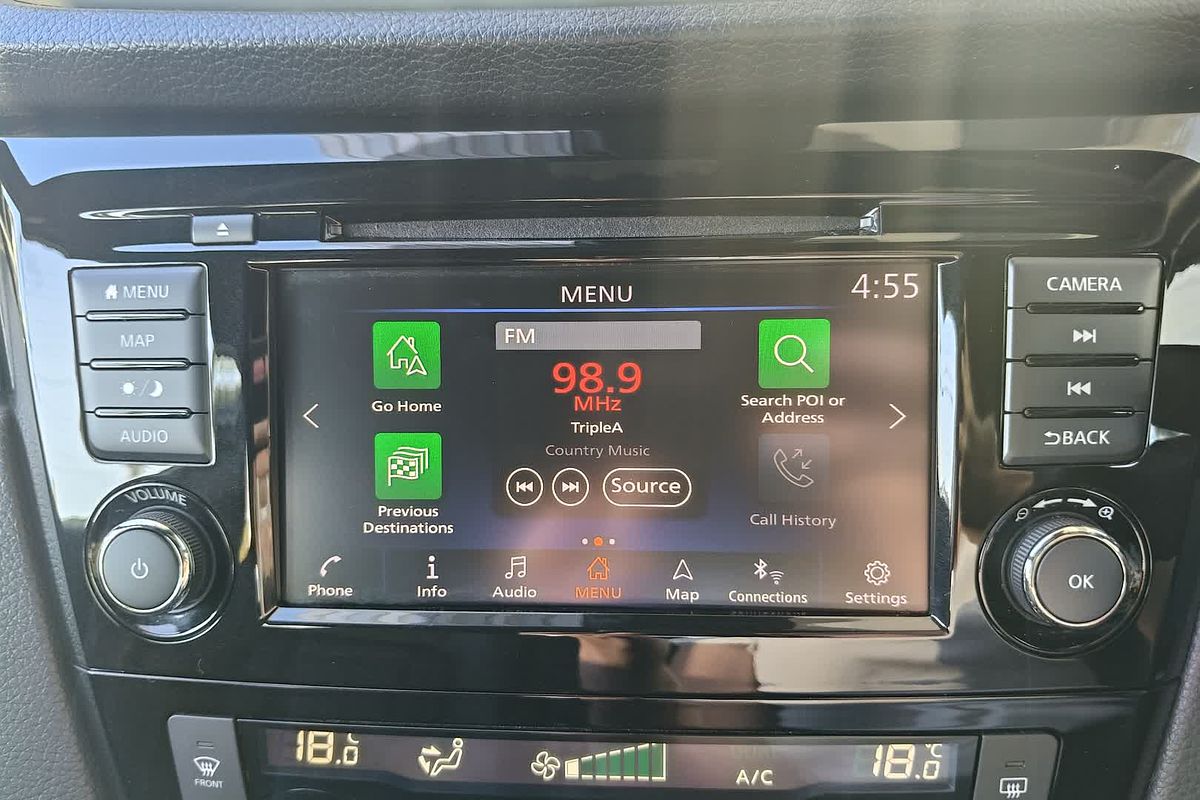 MENU
MAP
AUDIO
VOLUME
MENU
4:55
Go Home
Previous
Destinations
FM
98.9
MHz
TripleA
Country Music
Source
Search POI or
Address
Call History
Phone
Info
Audio
MENU
Map
Connections
Settings
CAMERA
BACK
OK
FRONT
18.0
°C
A/C
18.0
°C